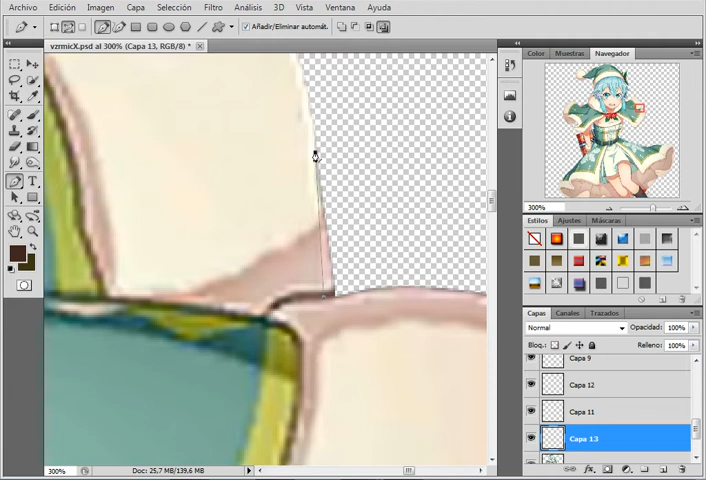 Archivo Edición Imagen Capa Selección Filtro Análisis 3D Vista Ventana Ayuda
Añadir/Eliminar automát.
vzrmicX.psd al 300% (Capa 13, RGB/8) *
Color Muestras Navegador
300%
Estilos Ajustes Máscaras
Capas Canales Trazados
Normal Opacidad: 100%
Bloq.: Relleno: 100%
Capa 9
Capa 12
Capa 11
Capa 13
300% Doc: 25,7 MB/139,6 MB